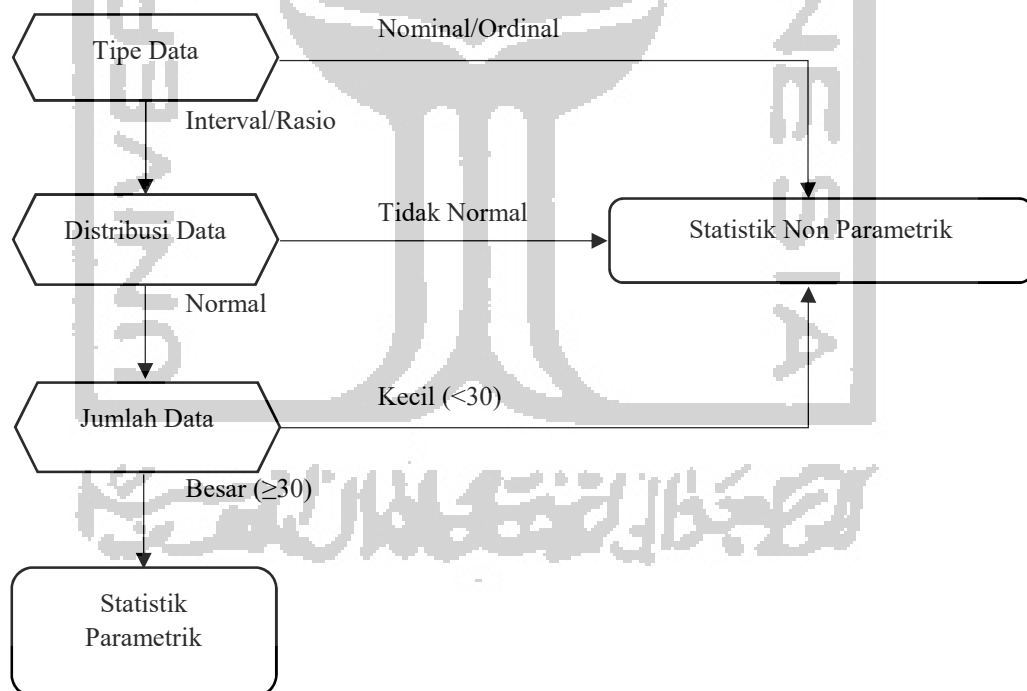 Nominal/Ordinal
Tipe Data
Interval/Rasio
Distribusi Data
Tidak Normal
Statistik Non Parametrik
Normal
Jumlah Data
Kecil (<30)
Besar (≥30)
Statistik
Parametrik